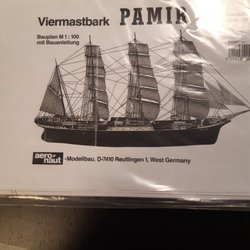 Viermastbark PAMIR
Bauplan M 1 : 100
mit Bauanleitung
aero
naut -Modellbau, D-7410 Reutlingen 1, West Germany